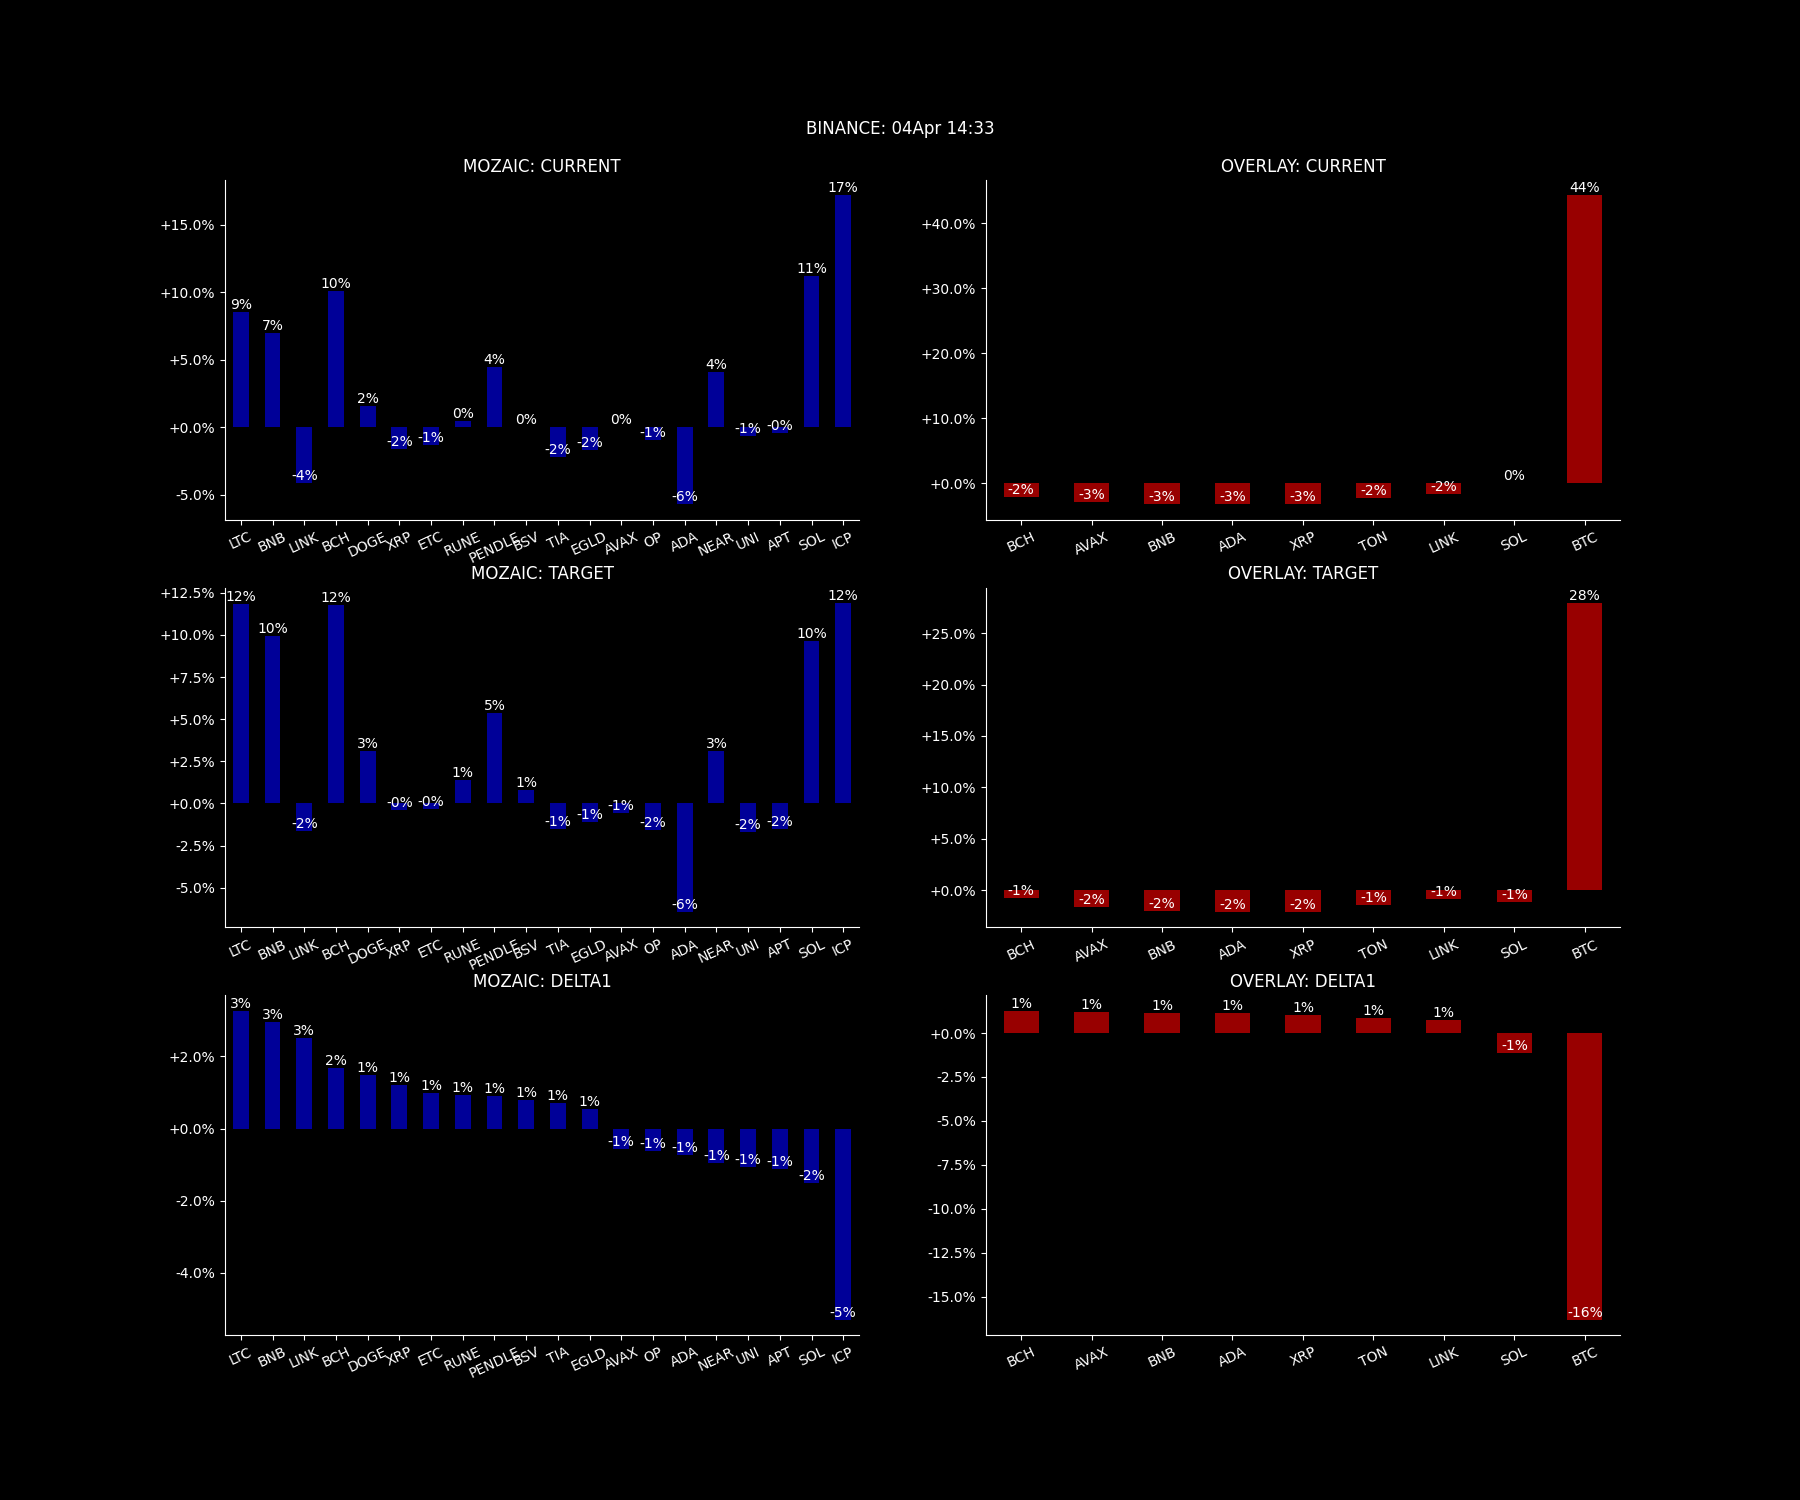 BINANCE: 04Apr 14:33
MOZAIC: CURRENT
+15.0%
+10.0%
+5.0%
+0.0%
-5.0%
9%
7%
-4%
10%
2%
-2%
-1%
0%
4%
0%
-2%
-2%
0%
-1%
-6%
4%
-1%
-0%
11%
17%
LTC
BNB
LINK
BCH
DOGE
XRP
ETC
RUNE
PENDLE
BSV
TIA
EGLD
AVAX
OP
ADA
NEAR
UNI
APT
SOL
ICP
OVERLAY: CURRENT
+40.0%
+30.0%
+20.0%
+10.0%
+0.0%
-2%
-3%
-3%
-3%
-3%
-2%
-2%
0%
44%
BCH
AVAX
BNB
ADA
XRP
TON
LINK
SOL
BTC
MOZAIC: TARGET
+12.5%
+10.0%
+7.5%
+5.0%
+2.5%
+0.0%
-2.5%
-5.0%
12%
10%
-2%
12%
3%
-0%
-0%
1%
5%
1%
-1%
-1%
-1%
-2%
-6%
3%
-2%
-2%
10%
12%
LTC
BNB
LINK
BCH
DOGE
XRP
ETC
RUNE
PENDLE
BSV
TIA
EGLD
AVAX
OP
ADA
NEAR
UNI
APT
SOL
ICP
OVERLAY: TARGET
+25.0%
+20.0%
+15.0%
+10.0%
+5.0%
+0.0%
-1%
-2%
-2%
-2%
-2%
-1%
-1%
-1%
28%
BCH
AVAX
BNB
ADA
XRP
TON
LINK
SOL
BTC
MOZAIC: DELTA1
+2.0%
+0.0%
-2.0%
-4.0%
3%
3%
3%
2%
1%
1%
1%
1%
1%
1%
1%
1%
-1%
-1%
-1%
-1%
-1%
-1%
-2%
-5%
LTC
BNB
LINK
BCH
DOGE
XRP
ETC
RUNE
PENDLE
BSV
TIA
EGLD
AVAX
OP
ADA
NEAR
UNI
APT
SOL
ICP
OVERLAY: DELTA1
+0.0%
-2.5%
-5.0%
-7.5%
-10.0%
-12.5%
-15.0%
1%
1%
1%
1%
1%
1%
1%
-1%
-16%
BCH
AVAX
BNB
ADA
XRP
TON
LINK
SOL
BTC